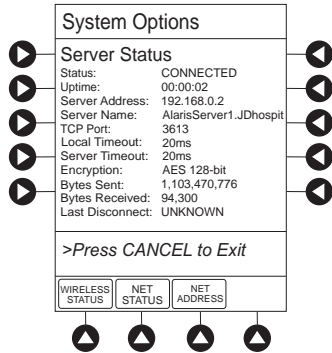 System Options
Server Status
Status: CONNECTED
Uptime: 00:00:02
Server Address: 192.168.0.2
Server Name: AlarisServer1.JDhospit
TCP Port: 3613
Local Timeout: 20ms
Server Timeout: 20ms
Encryption: AES 128-bit
Bytes Sent: 1,103,470,776
Bytes Received: 94,300
Last Disconnect: UNKNOWN
>Press CANCEL to Exit
WIRELESS STATUS NET STATUS NET ADDRESS